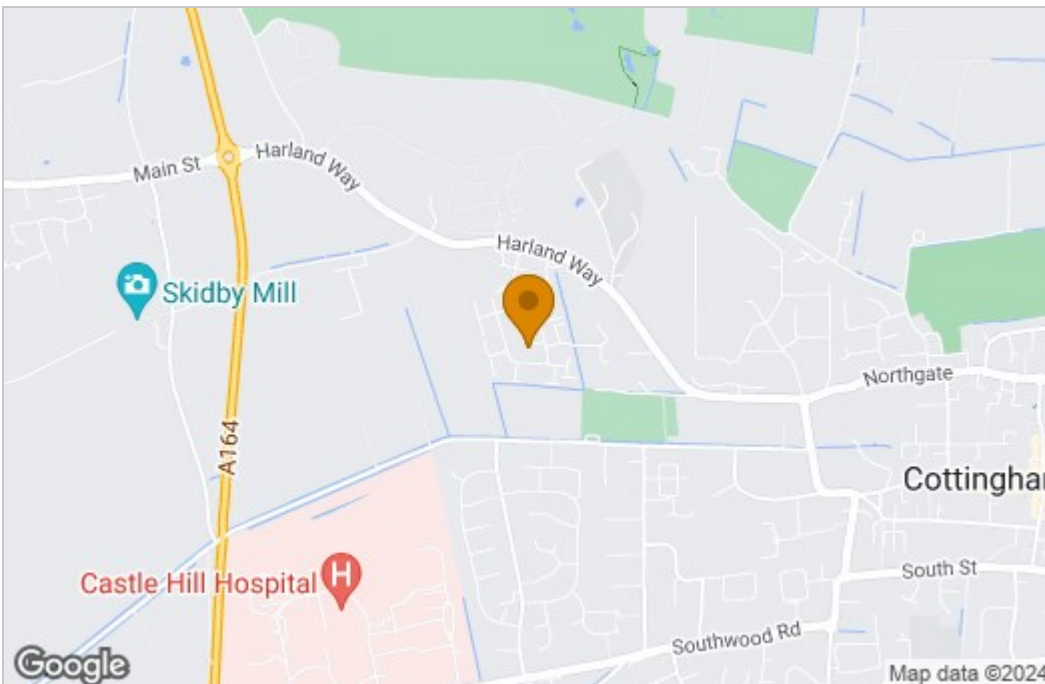 Main St
Harland Way
Harland Way
Skidby Mill
Northgate
A164
Cottinghar
Castle Hill Hospital
H
South St
Southwood Rd
Google
Map data ©2024